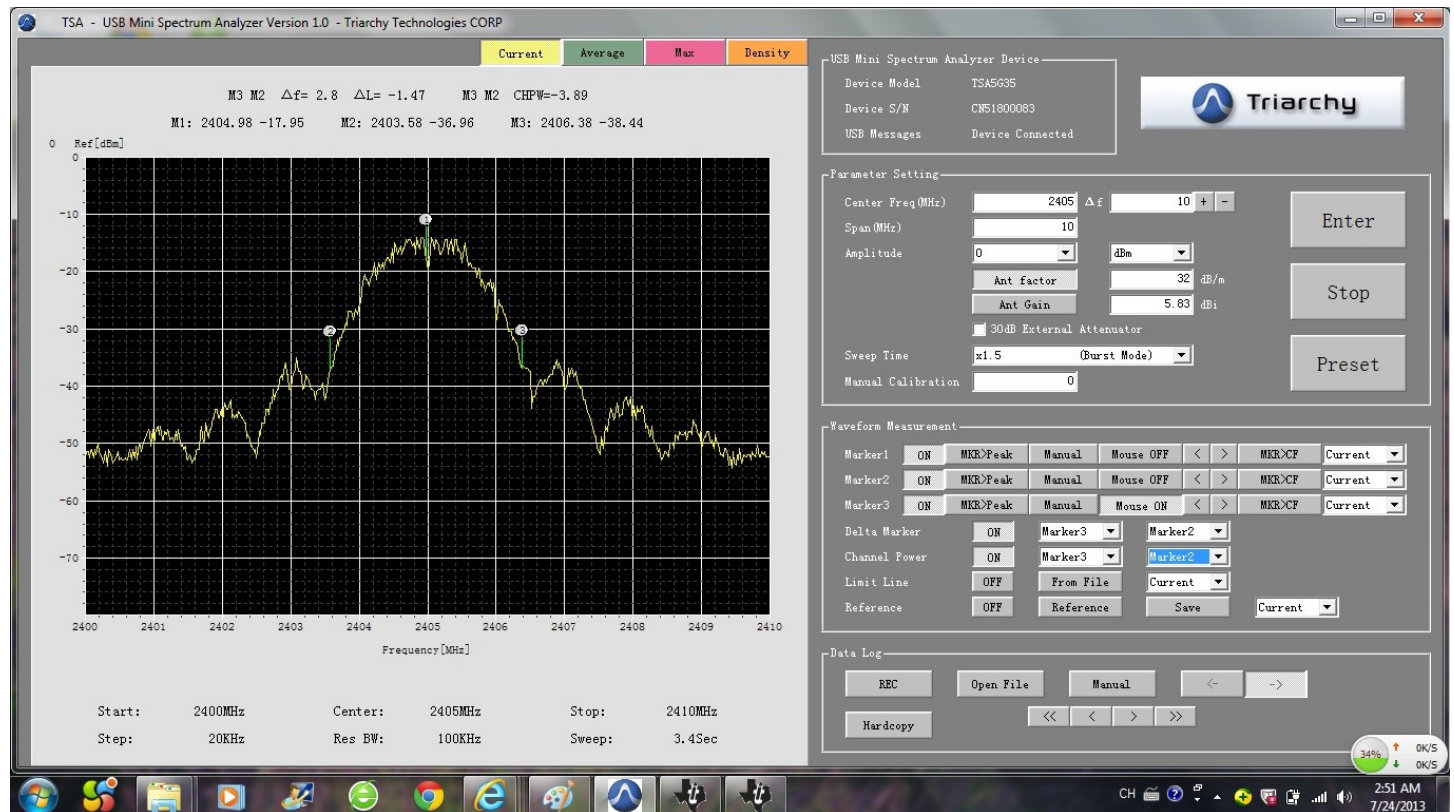 TSA - USB Mini Spectrum Analyzer Version 1.0 - Triarchy Technologies CORP
Current Average Max Density
M3 M2 Δf= 2.8 ΔL= -1.47 M3 M2 CHPW=-3.89
M1: 2404.98 -17.95 M2: 2403.58 -36.96 M3: 2406.38 -38.44
0 Ref[dBm]
0
-10
-20
-30
-40
-50
-60
-70
1
2
3
2400 2401 2402 2403 2404 2405 2406 2407 2408 2409 2410
Frequency[MHz]
Start: 2400MHz Center: 2405MHz Stop: 2410MHz
Step: 20KHz Res BW: 100KHz Sweep: 3.4Sec
USB Mini Spectrum Analyzer Device
Device Model TSA5G35
Device S/N CN51800083
USB Messages Device Connected
Triarchy
Parameter Setting
Center Freq(MHz) 2405 Δf 10 + -
Span(MHz) 10
Amplitude 0 dBm
Ant factor 32 dB/m
Ant Gain 5.83 dBi
30dB External Attenuator
Sweep Time x1.5 (Burst Mode)
Manual Calibration 0
Enter
Stop
Preset
Waveform Measurement
Marker1 ON MKR>Peak Manual Mouse OFF < > MKR>CF Current
Marker2 ON MKR>Peak Manual Mouse OFF < > MKR>CF Current
Marker3 ON MKR>Peak Manual Mouse ON < > MKR>CF Current
Delta Marker ON Marker3 Marker2
Channel Power ON Marker3 Marker2
Limit Line OFF From File Current
Reference OFF Reference Save Current
Data Log
REC Open File Manual <- ->
Hardcopy << < > >>
34% 0K/S
0K/S
CH 2:51 AM
7/24/2013